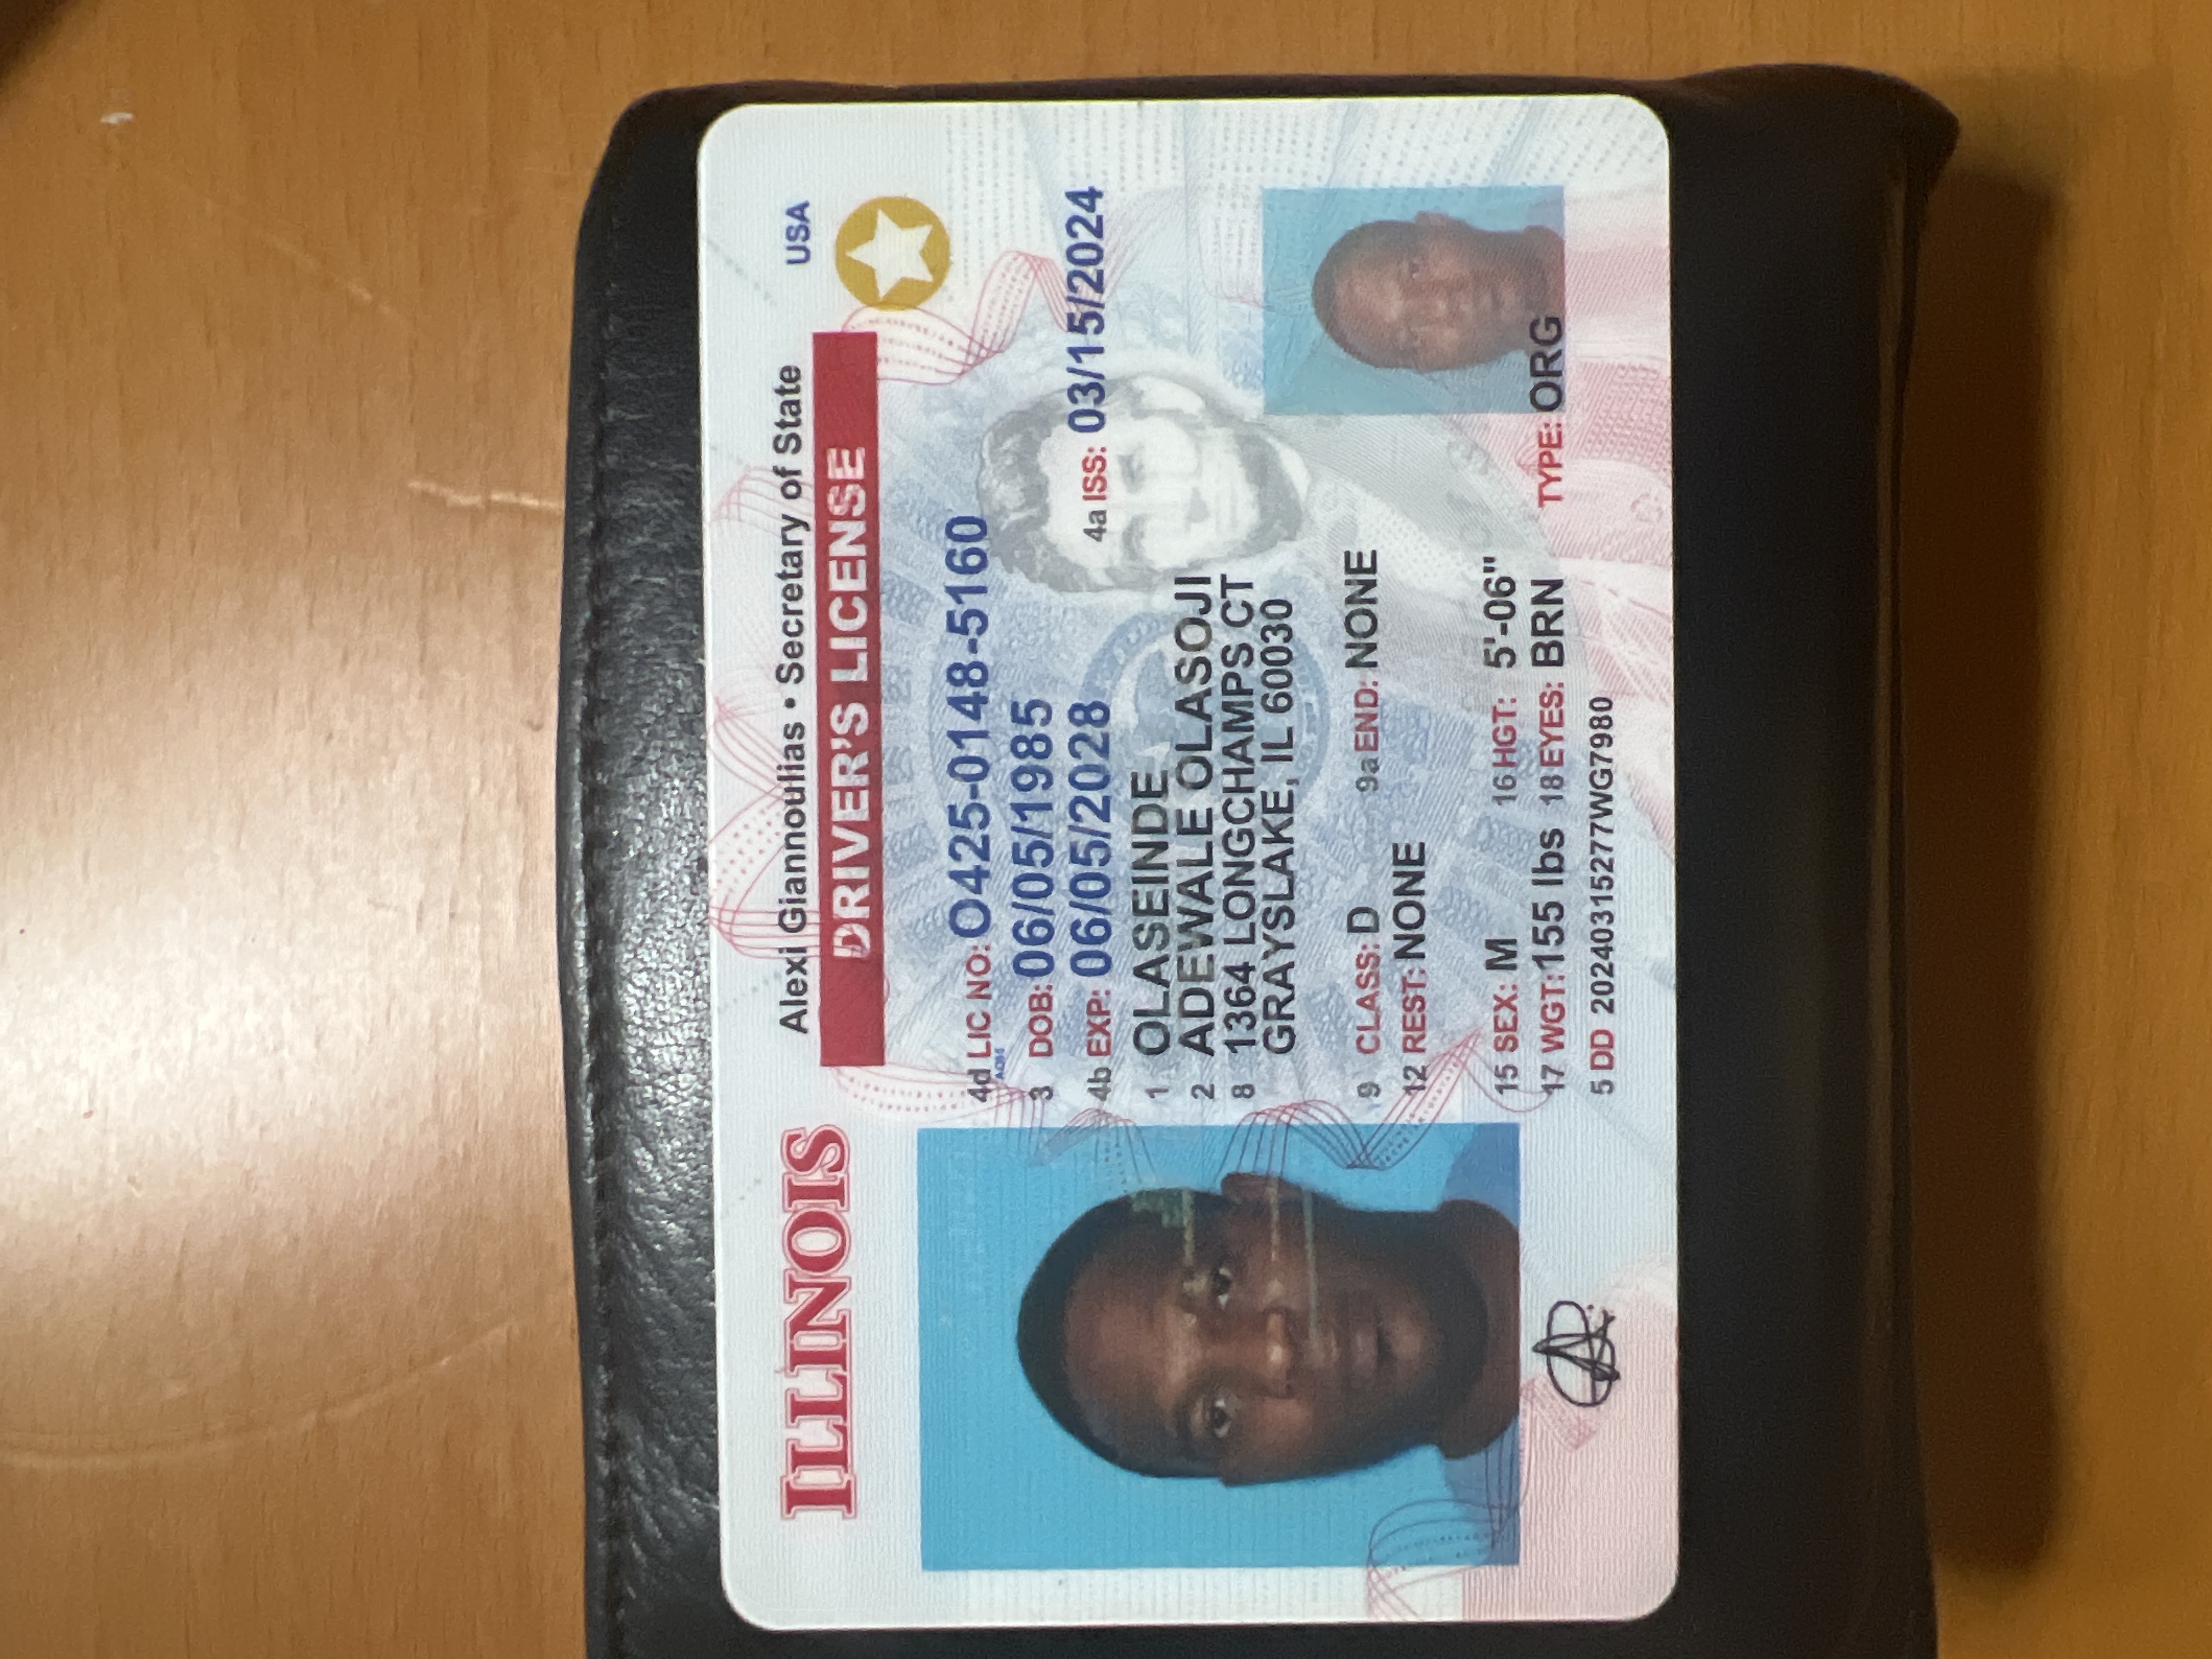 ILLINOIS
Alexi Giannoulias • Secretary of State
USA
DRIVER'S LICENSE
4d LIC NO: O425-0148-5160
3 DOB: 06/05/1985
4b EXP: 06/05/2028
4a ISS: 03/15/2024
1 OLASEINDE
2 ADEWALE OLASOJI
8 1364 LONGCHAMPS CT
GRAYSLAKE, IL 60030
9 CLASS: D 9a END: NONE
12 REST: NONE
15 SEX: M 16 HGT: 5'-06"
17 WGT: 155 lbs 18 EYES: BRN TYPE: ORG
5 DD 20240315277WG7980